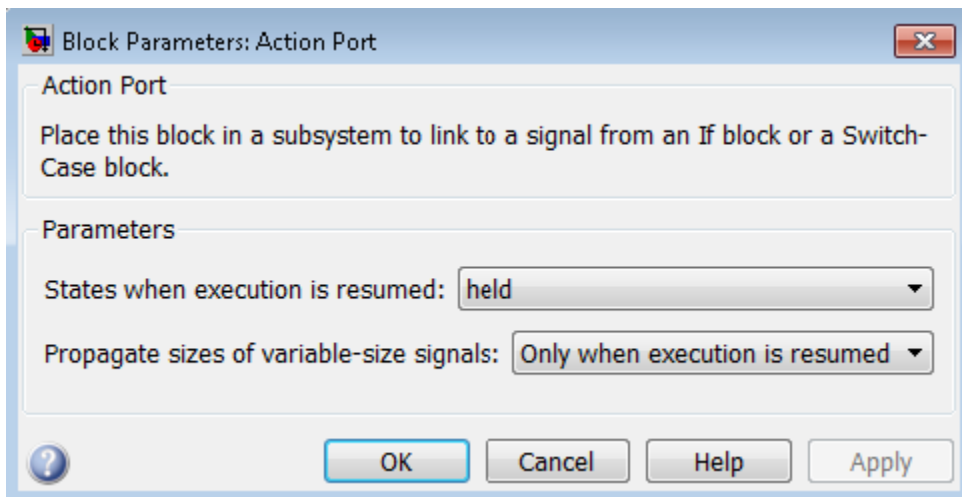 Block Parameters: Action Port
Action Port
Place this block in a subsystem to link to a signal from an If block or a Switch-
Case block.
Parameters
States when execution is resumed: held
Propagate sizes of variable-size signals: Only when execution is resumed
OK Cancel Help Apply